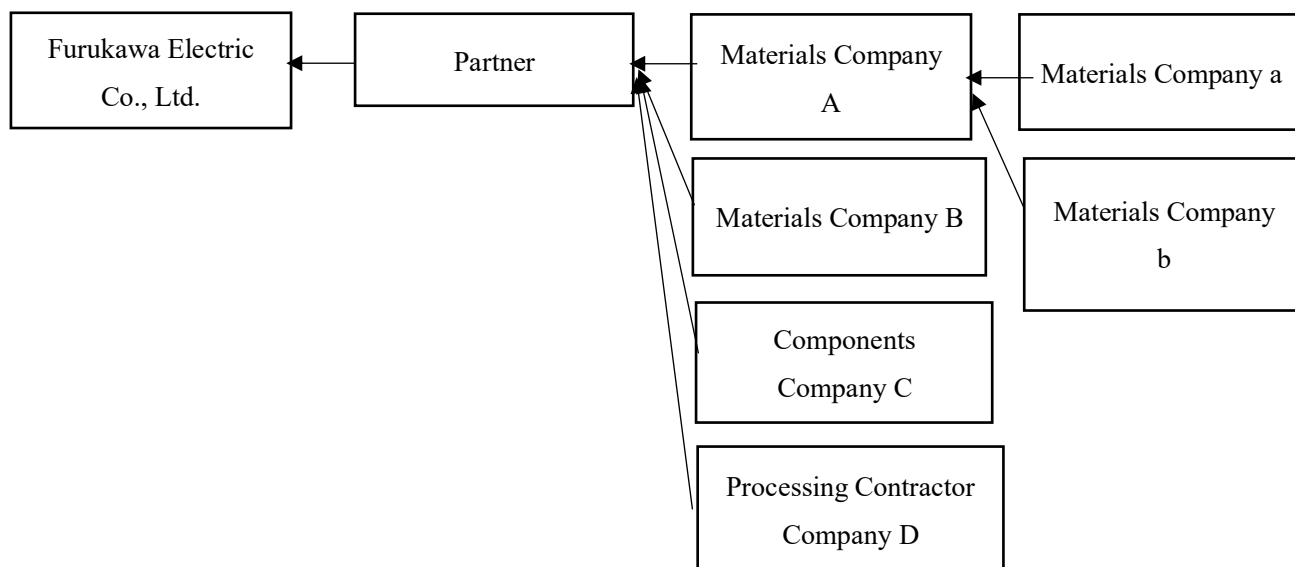 Furukawa Electric
Co., Ltd.
Partner
Materials Company
A
Materials Company a
Materials Company B
Materials Company
b
Components
Company C
Processing Contractor
Company D